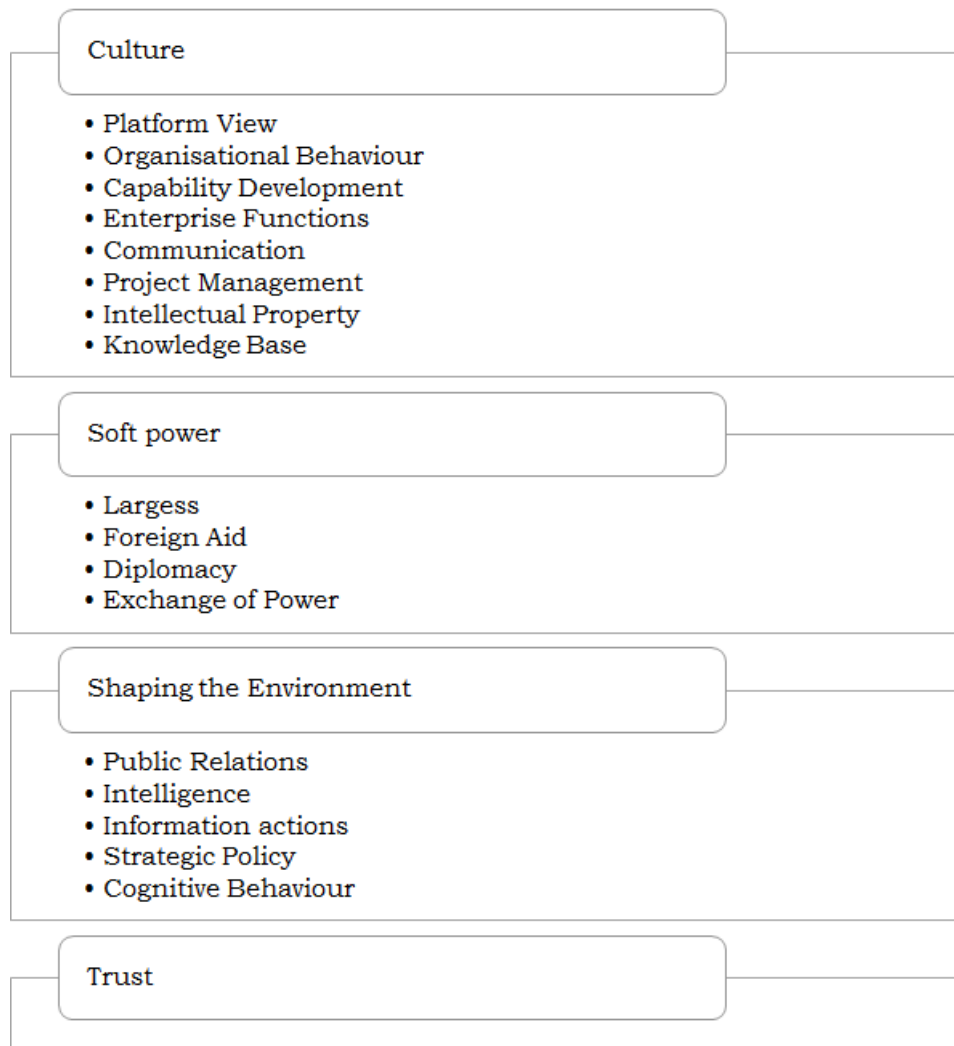 Culture
• Platform View
• Organisational Behaviour
• Capability Development
• Enterprise Functions
• Communication
• Project Management
• Intellectual Property
• Knowledge Base
Soft power
• Largess
• Foreign Aid
• Diplomacy
• Exchange of Power
Shaping the Environment
• Public Relations
• Intelligence
• Information actions
• Strategic Policy
• Cognitive Behaviour
Trust